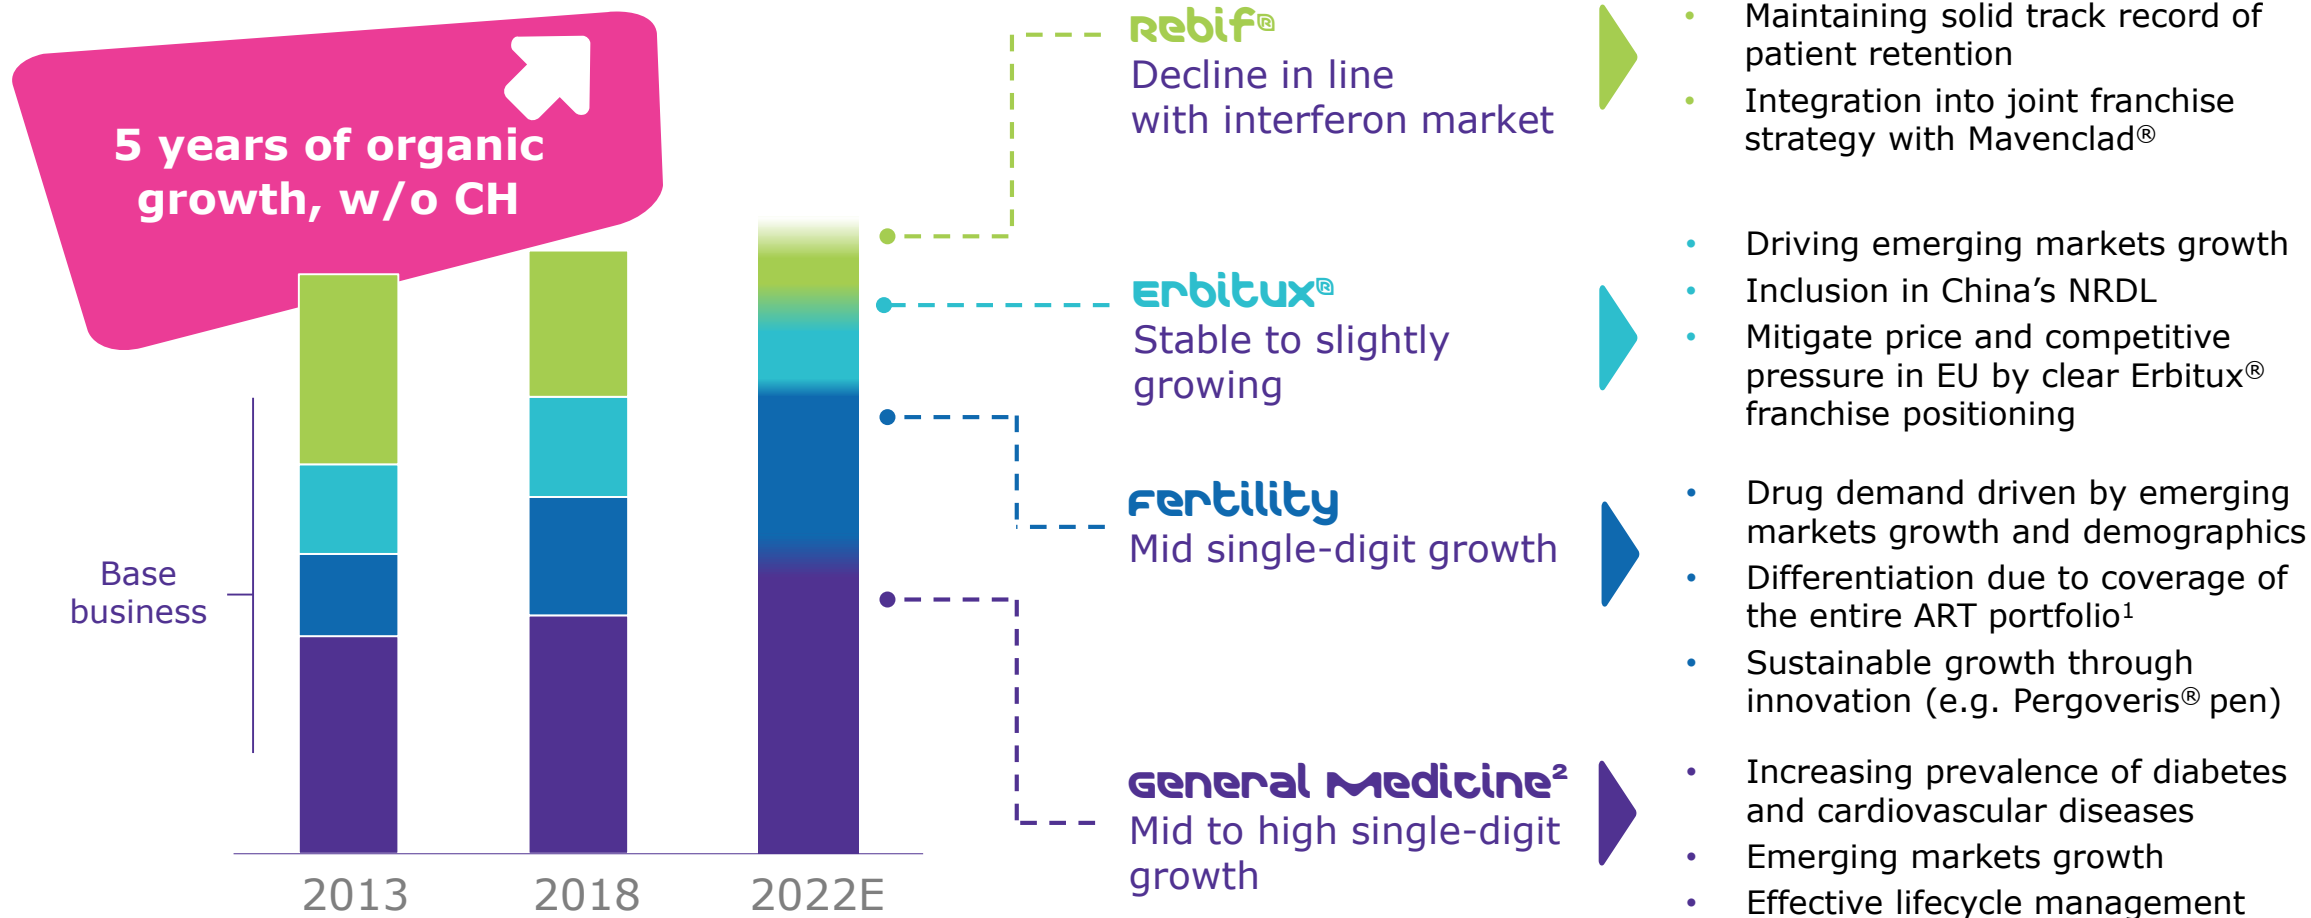 5 years of organic
growth, w/o CH
Base
business
2013
2018
2022E
Rebif®
Decline in line
with interferon market
Maintaining solid track record of
patient retention
Integration into joint franchise
strategy with Mavenclad®
Erbitux®
Stable to slightly
growing
• Driving emerging markets growth
• Inclusion in China’s NRDL
• Mitigate price and competitive
pressure in EU by clear Erbitux®
franchise positioning
Fertility
Mid single-digit growth
• Drug demand driven by emerging
markets growth and demographics
• Differentiation due to coverage of
the entire ART portfolio¹
• Sustainable growth through
innovation (e.g. Pergoveris® pen)
General Medicine²
Mid to high single-digit
growth
• Increasing prevalence of diabetes
and cardiovascular diseases
• Emerging markets growth
• Effective lifecycle management